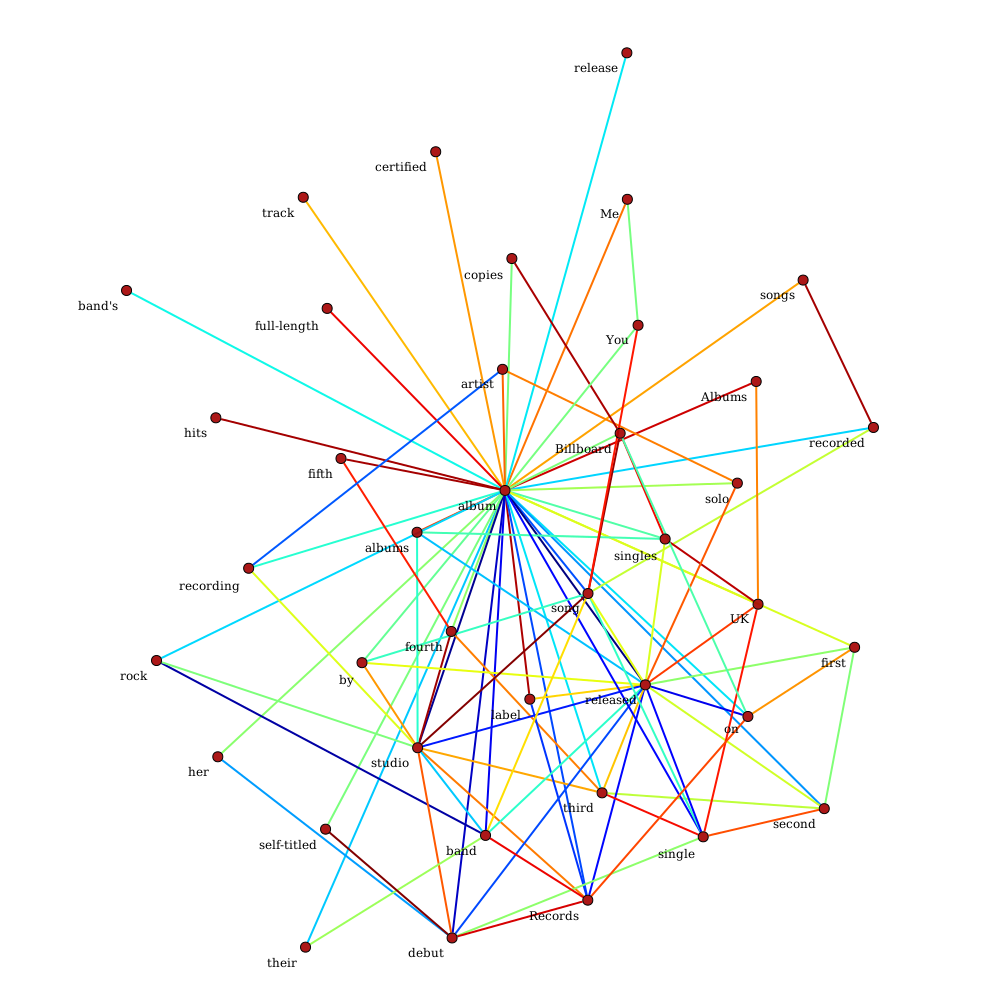 release
certified
track
Me
copies
songs
band's
full-length
You
artist
Albums
hits
recorded
Billboard
fifth
solo
album
albums
singles
recording
song
UK
fourth
first
rock
by
released
label
on
studio
her
third
second
self-titled
band
single
Records
debut
their